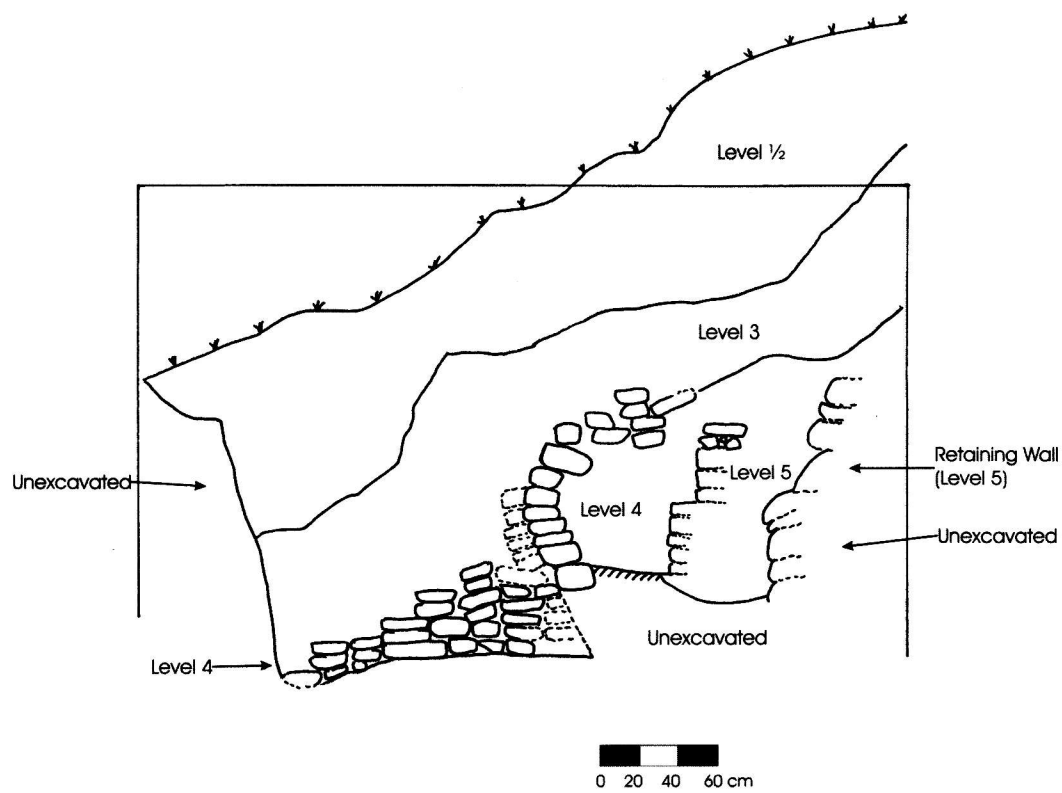 Level ½
Level 3
Unexcavated
Level 4
Level 5
Retaining Wall
(Level 5)
Unexcavated
Level 4
Unexcavated
0 20 40 60 cm